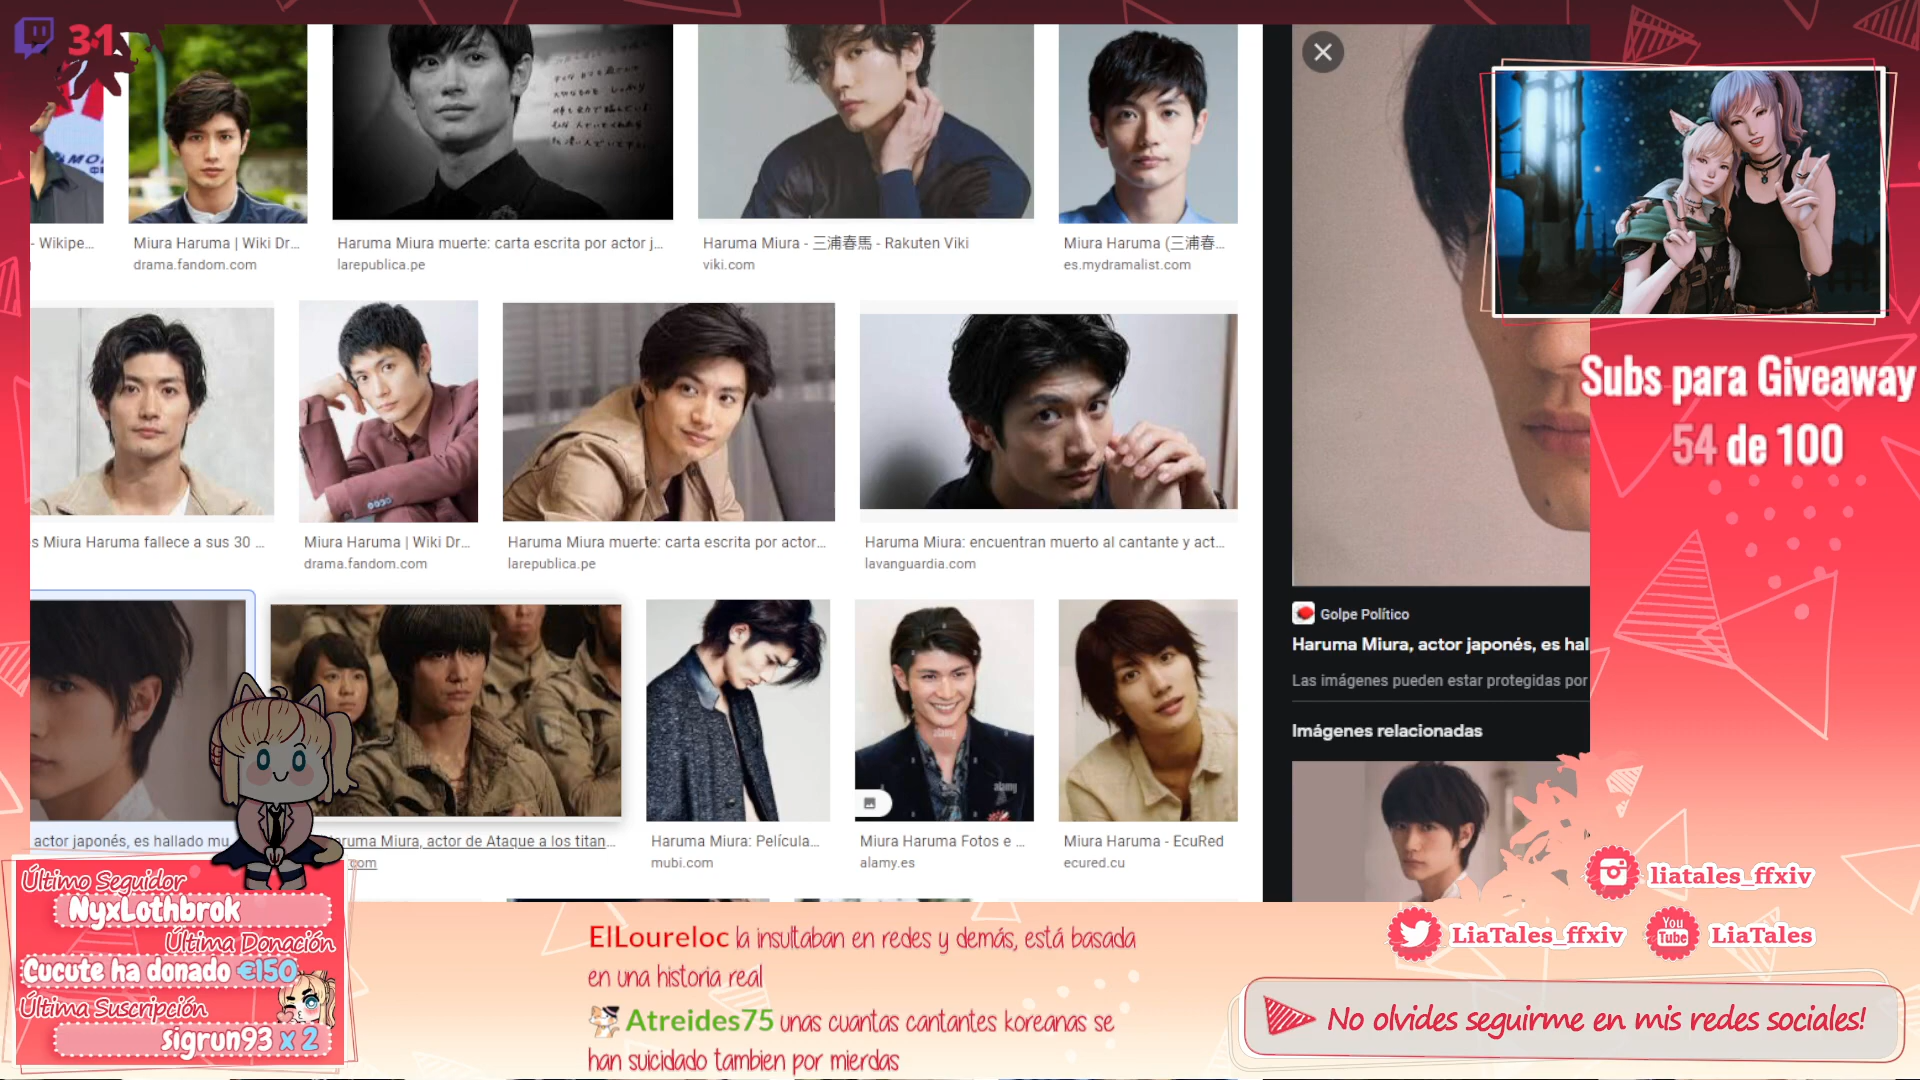 31
- Wikipe...
Miura Haruma | Wiki Dr...
drama.fandom.com
Haruma Miura muerte: carta escrita por actor j...
larepublica.pe
Haruma Miura - 三浦春馬 - Rakuten Viki
viki.com
Miura Haruma (三浦春...
es.mydramalist.com
s Miura Haruma fallece a sus 30 ...
Miura Haruma | Wiki Dr...
drama.fandom.com
Haruma Miura muerte: carta escrita por actor...
larepublica.pe
Haruma Miura: encuentran muerto al cantante y act...
lavanguardia.com
actor japonés, es hallado mu
ruma Miura, actor de Ataque a los titan...
.com
Haruma Miura: Película...
mubi.com
alamy
alamy
Miura Haruma Fotos e ...
alamy.es
Miura Haruma - EcuRed
ecured.cu
Golpe Político
Haruma Miura, actor japonés, es hal
Las imágenes pueden estar protegidas por
Imágenes relacionadas
Subs para Giveaway
54 de 100
liatales_ffxiv
LiaTales_ffxiv
You Tube
LiaTales
Último Seguidor
NyxLothbrok
Última Donación
Cucute ha donado €150
Última Suscripción
sigrun93 x 2
ElLoureloc la insultaban en redes y demás, está basada
en una historia real
Atreides75 unas cuantas cantantes koreanas se
han suicidado tambien por mierdas
No olvides seguirme en mis redes sociales!